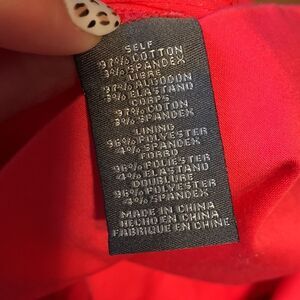 SELF
97% COTTON
3% SPANDEX
LIBRE
97% ALGODON
3% ELASTANO
CORPS
97% COTON
3% SPANDEX
LINING
96% POLYESTER
4% SPANDEX
FORRO
96% POLIESTER
4% ELASTANO
DOUBLURE
96% POLYESTER
4% SPANDEX
MADE IN CHINA
HECHO EN CHINA
FABRIQUE EN CHINE